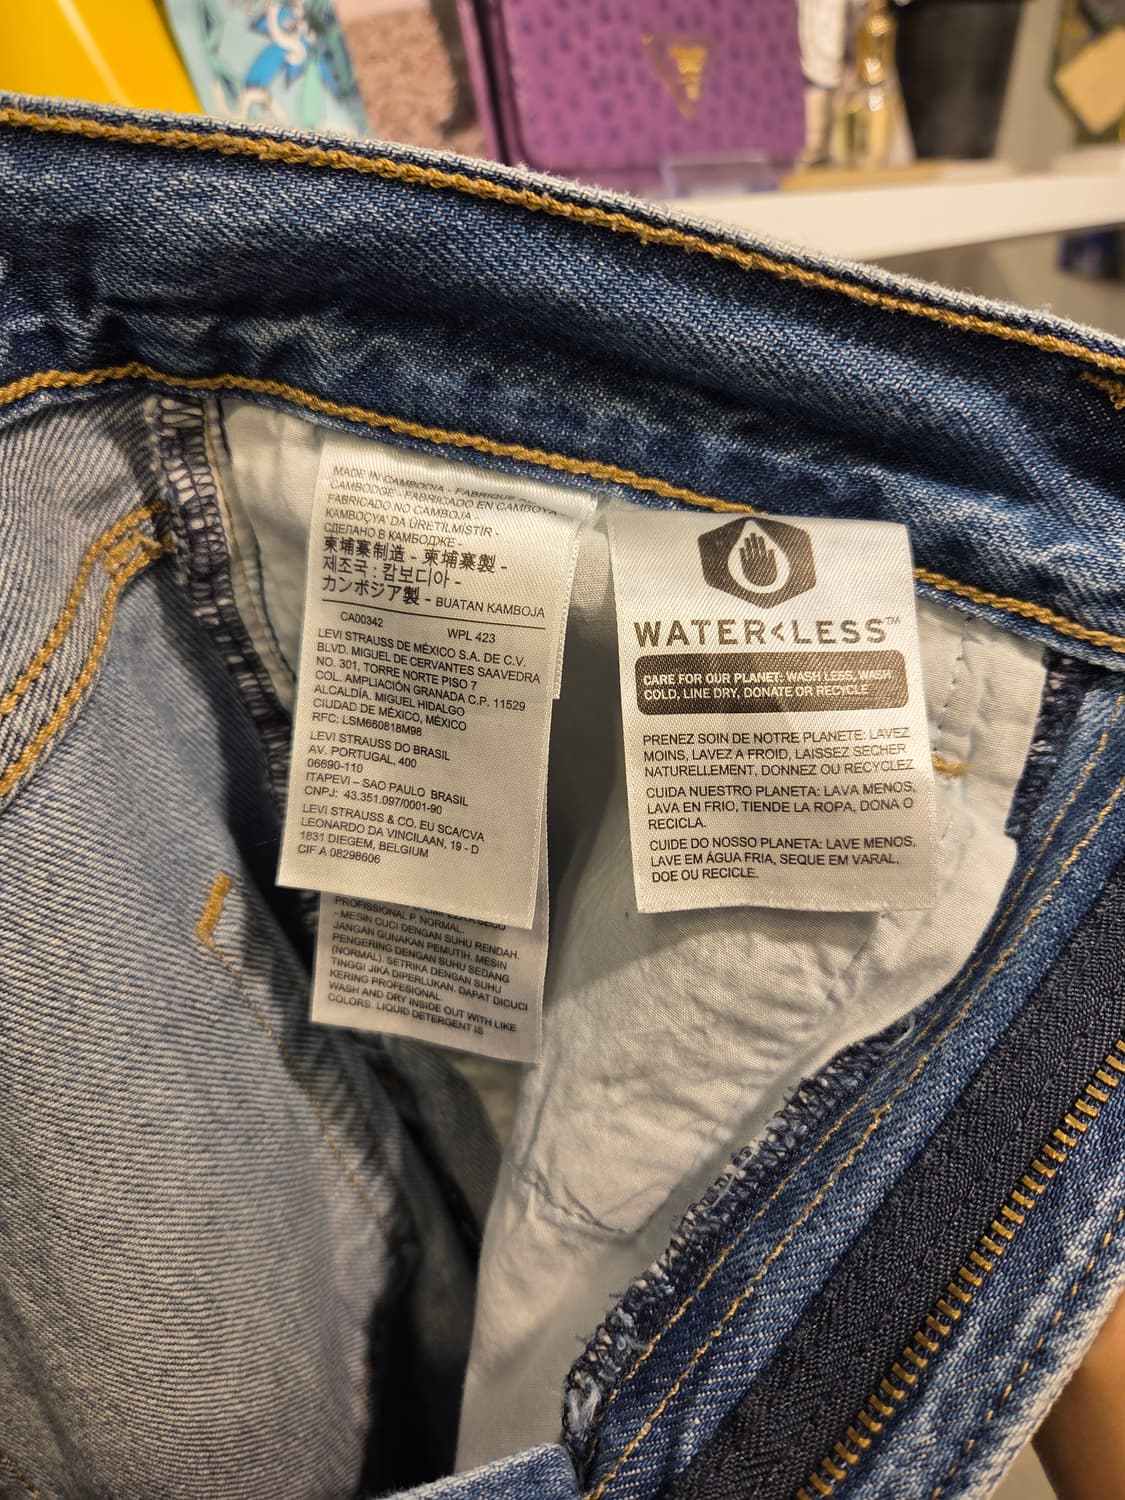 MADE IN CAMBODIA - FABRIQUÉ
CAMBODGE - FABRICADO EN CAMBOYA
FABRICADO NO CAMBOJA
KAMBOÇYA'DA ÜRETİLMİŞTİR -
СДЕЛАНО В КАМБОДЖЕ -
柬埔寨制造 - 柬埔寨製 -
제조국 : 캄보디아 -
カンボジア製 - BUATAN KAMBOJA
CA00342 WPL 423
LEVI STRAUSS DE MÉXICO S.A. DE C.V.
BLVD. MIGUEL DE CERVANTES SAAVEDRA
NO. 301, TORRE NORTE PISO 7
COL. AMPLIACIÓN GRANADA C.P. 11529
ALCALDÍA. MIGUEL HIDALGO
CIUDAD DE MÉXICO, MÉXICO
RFC: LSM660818M98
LEVI STRAUSS DO BRASIL
AV. PORTUGAL, 400
06690-110
ITAPEVI – SAO PAULO BRASIL
CNPJ: 43.351.097/0001-90
LEVI STRAUSS & CO. EU SCA/CVA
LEONARDO DA VINCILAAN, 19 - D
1831 DIEGEM, BELGIUM
CIF A 08298606
PROFISSIONAL P. NORMAL.
- MESIN CUCI DENGAN SUHU RENDAH.
JANGAN GUNAKAN PEMUTIH. MESIN
PENGERING DENGAN SUHU SEDANG
(NORMAL). SETRIKA DENGAN SUHU
TINGGI JIKA DIPERLUKAN. DAPAT DICUCI
KERING PROFESIONAL.
WASH AND DRY INSIDE OUT WITH LIKE
COLORS. LIQUID DETERGENT IS
WATER<LESS™
CARE FOR OUR PLANET: WASH LESS, WASH
COLD, LINE DRY, DONATE OR RECYCLE
PRENEZ SOIN DE NOTRE PLANETE: LAVEZ
MOINS, LAVEZ A FROID, LAISSEZ SECHER
NATURELLEMENT, DONNEZ OU RECYCLEZ
CUIDA NUESTRO PLANETA: LAVA MENOS,
LAVA EN FRIO, TIENDE LA ROPA, DONA O
RECICLA.
CUIDE DO NOSSO PLANETA: LAVE MENOS,
LAVE EM ÁGUA FRIA, SEQUE EM VARAL,
DOE OU RECICLE.